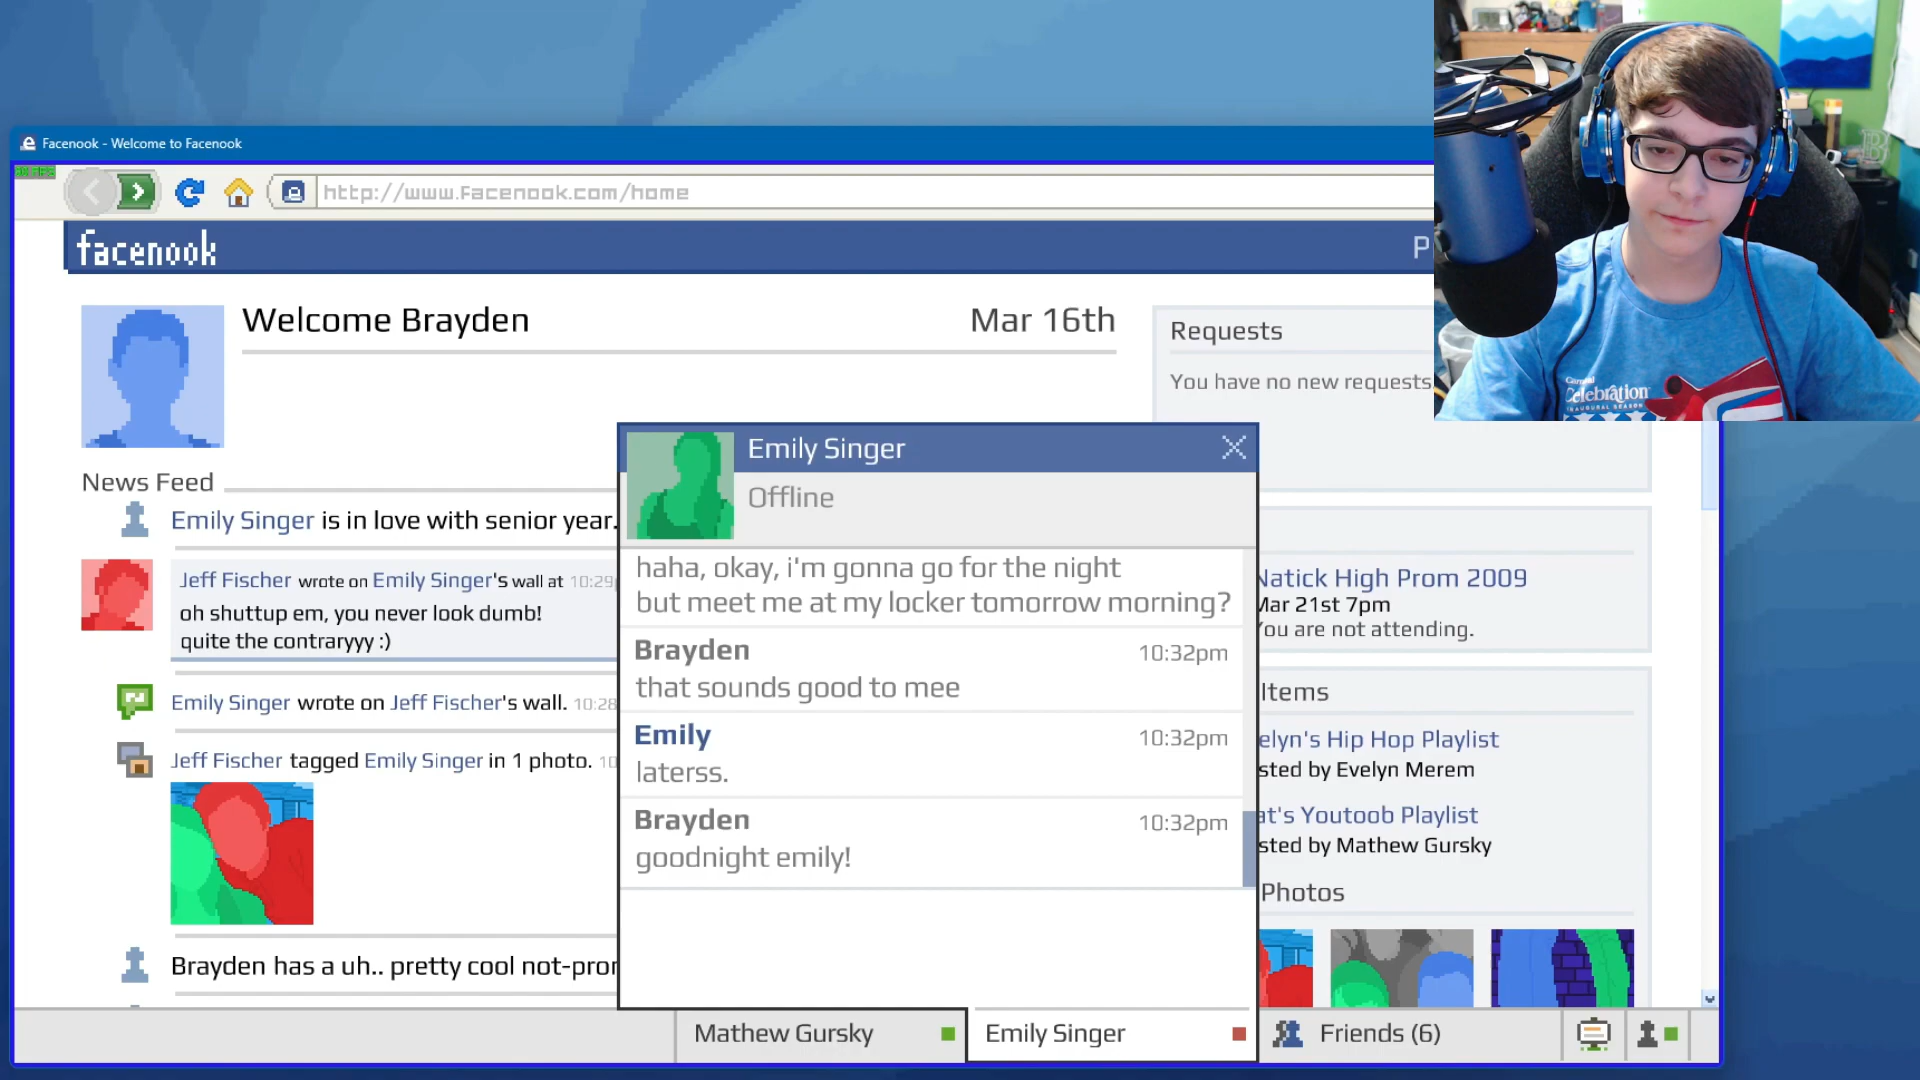 Facenook - Welcome to Facenook
http://www.Facenook.com/home
facenook
P
Welcome Brayden
Mar 16th
Requests
You have no new requests.
News Feed
Emily Singer is in love with senior year.
Jeff Fischer wrote on Emily Singer's wall at 10:29
oh shuttup em, you never look dumb!
quite the contraryyy :)
Emily Singer wrote on Jeff Fischer's wall. 10:28
Jeff Fischer tagged Emily Singer in 1 photo. 10
Brayden has a uh.. pretty cool
Emily Singer
Offline
haha, okay, i'm gonna go for the night
but meet me at my locker tomorrow morning?
Brayden 10:32pm
that sounds good to mee
Emily 10:32pm
laterss.
Brayden 10:32pm
goodnight emily!
Natick High Prom 2009
Mar 21st 7pm
You are not attending.
Items
elyn's Hip Hop Playlist
sted by Evelyn Merem
at's Youtoob Playlist
sted by Mathew Gursky
Photos
Mathew Gursky
Emily Singer
Friends (6)
Carnival
Celebration
INAUGURAL SEASON